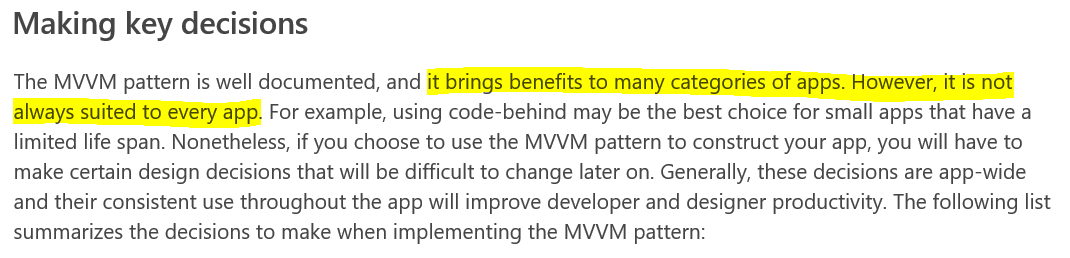 Making key decisions
The MVVM pattern is well documented, and it brings benefits to many categories of apps. However, it is not
always suited to every app. For example, using code-behind may be the best choice for small apps that have a
limited life span. Nonetheless, if you choose to use the MVVM pattern to construct your app, you will have to
make certain design decisions that will be difficult to change later on. Generally, these decisions are app-wide
and their consistent use throughout the app will improve developer and designer productivity. The following list
summarizes the decisions to make when implementing the MVVM pattern: